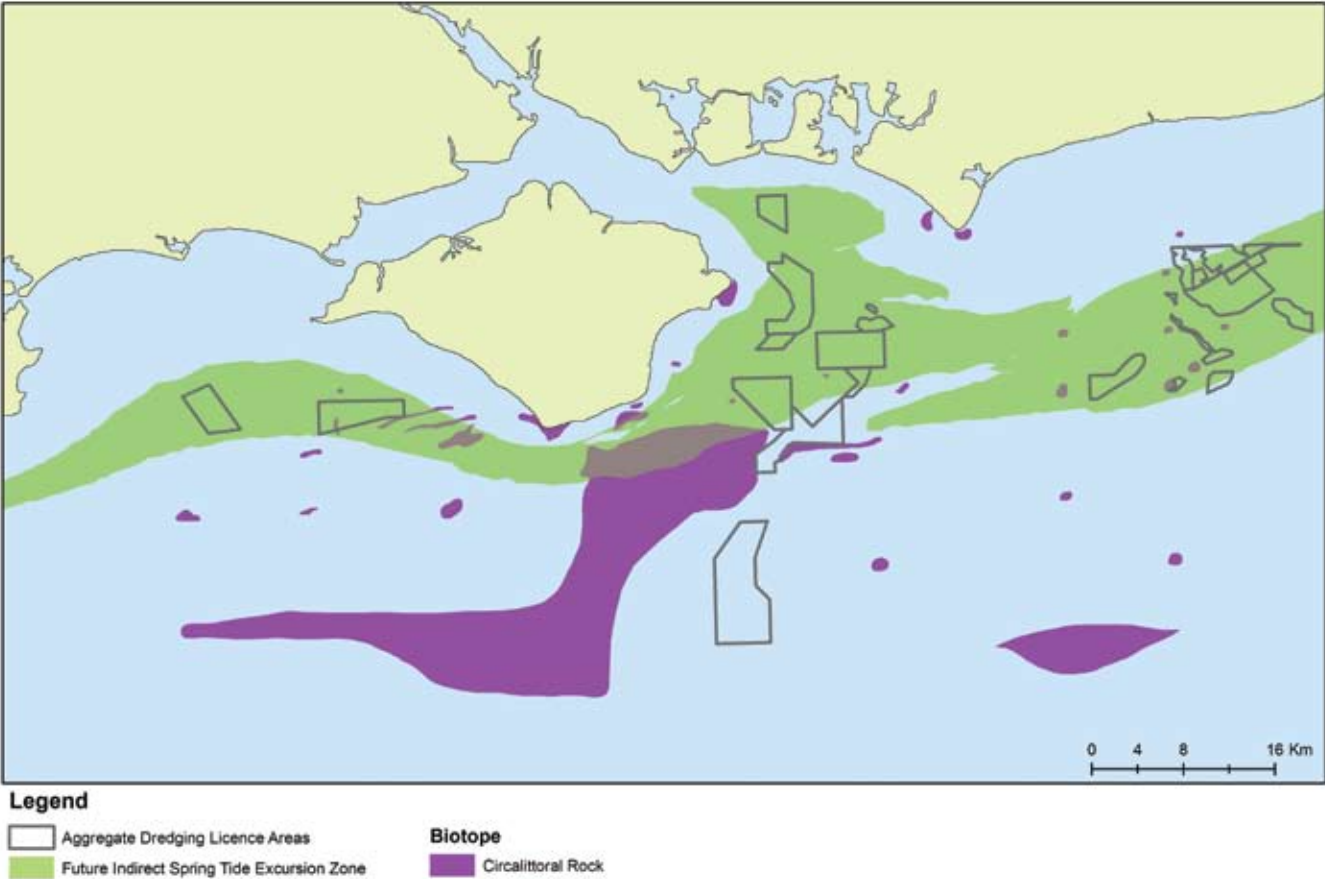 0 4 8 16 Km
Legend
Aggregate Dredging Licence Areas
Future Indirect Spring Tide Excursion Zone
Biotope
Circalittoral Rock